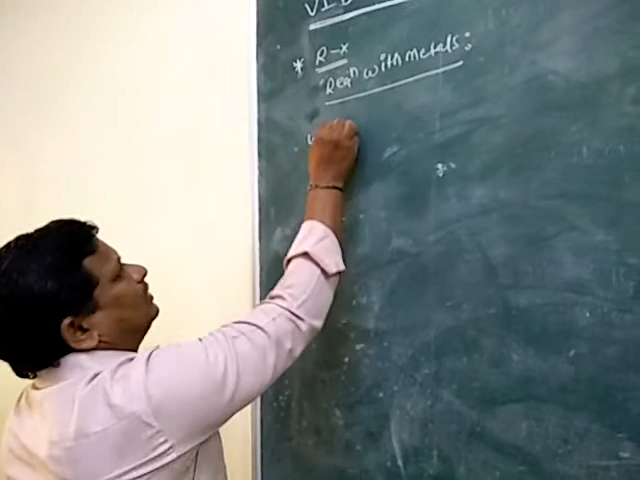 * R-X
Reaⁿ with metals: